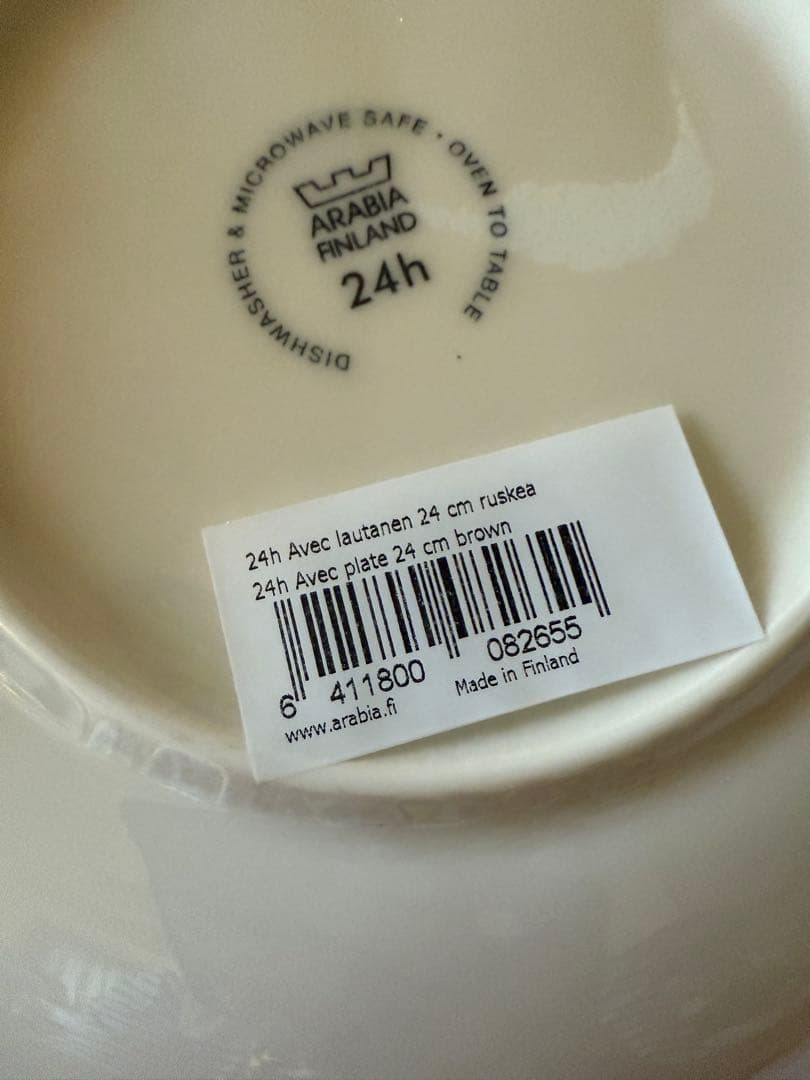 DISHWASHER & MICROWAVE SAFE · OVEN TO TABLE
ARABIA
FINLAND
24h
24h Avec lautanen 24 cm ruskea
24h Avec plate 24 cm brown
6 411800 082655
www.arabia.fi Made in Finland